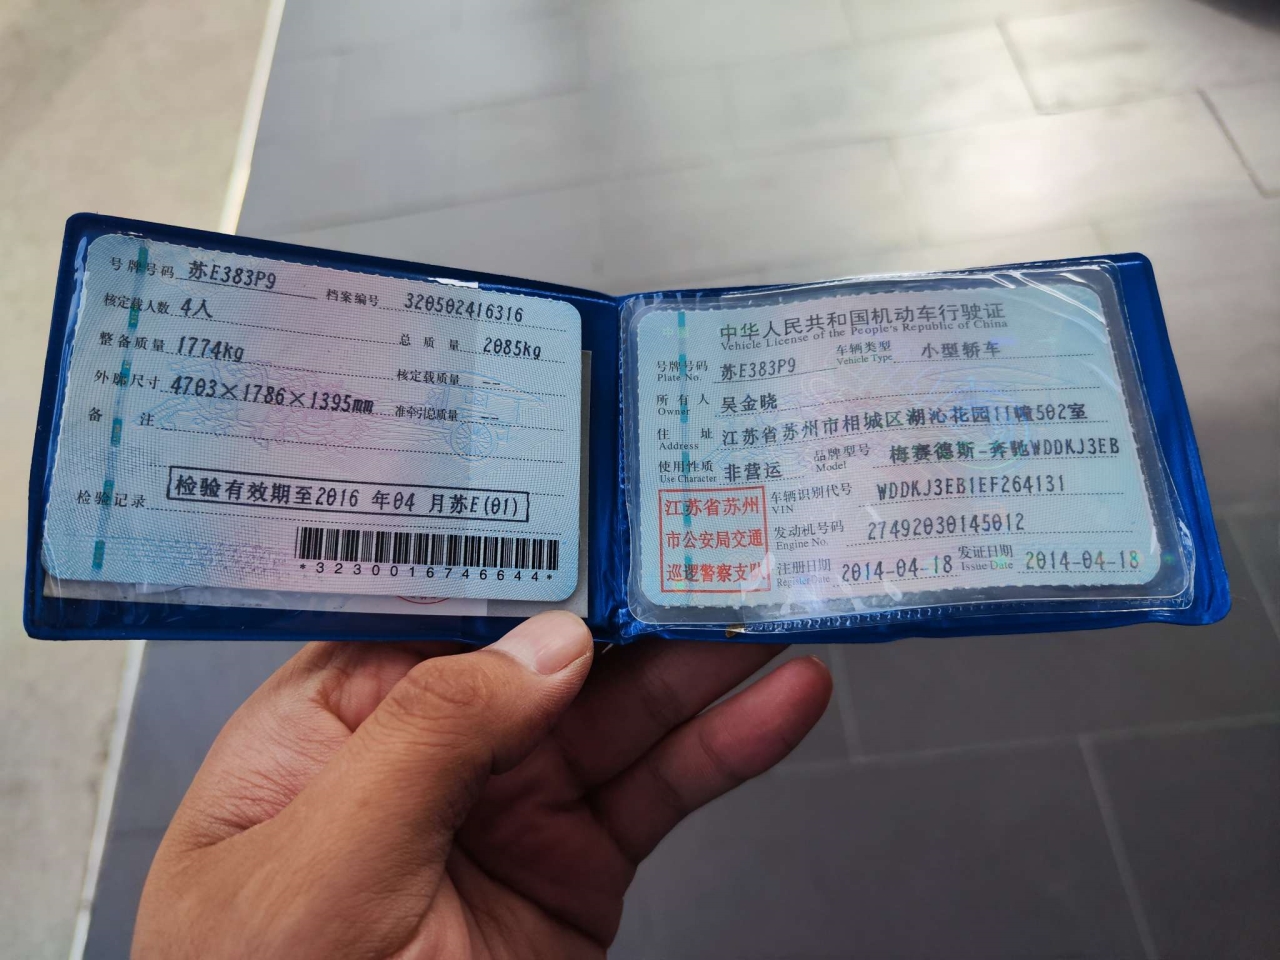 号牌号码 苏E383P9 档案编号 320502416316
核定载人数 4人 总质量 2085kg
整备质量 1774kg 核定载质量 --
外廓尺寸 4703×1786×1395mm 准牵引总质量 --
备注
检验记录 检验有效期至2016年04月苏E(01)
*3230016746644*
中华人民共和国机动车行驶证
Vehicle License of the People's Republic of China
号牌号码 苏E383P9 车辆类型 小型轿车
Plate No. Vehicle Type
所有人 吴金晓
Owner
住址 江苏省苏州市相城区湖沁花园11幢502室
Address
使用性质 非营运 品牌型号 梅赛德斯-奔驰WDDKJ3EB
Use Character Model
车辆识别代号 WDDKJ3EB1EF264131
VIN
发动机号码 27492030145012
Engine No.
注册日期 2014-04-18 发证日期 2014-04-18
Register Date Issue Date
江苏省苏州
市公安局交通
巡逻警察支队